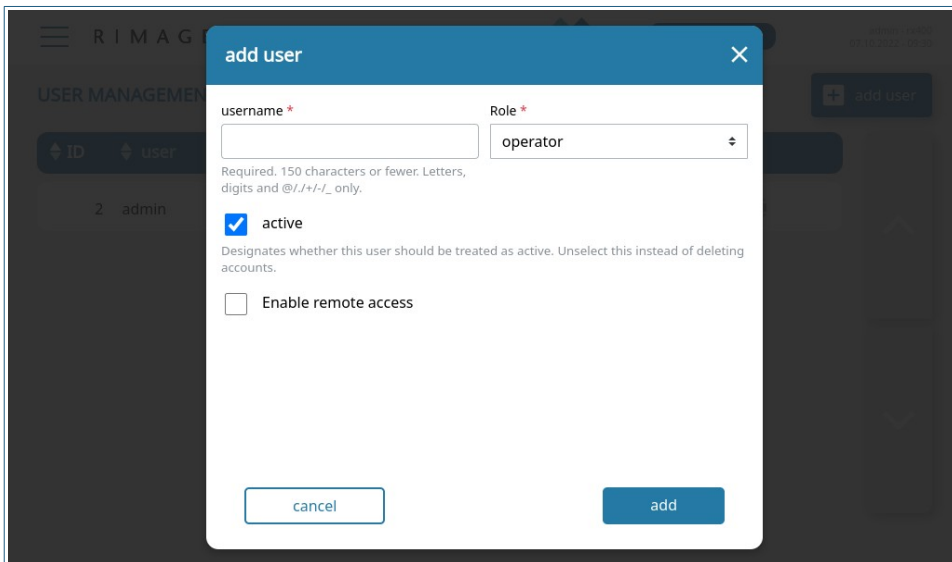 RIMAG
USER MANAGEMEN
add user
ID
user
2
admin
add user
username *
Role *
operator
Required. 150 characters or fewer. Letters,
digits and @/./+/-/_ only.
active
Designates whether this user should be treated as active. Unselect this instead of deleting
accounts.
Enable remote access
cancel
add